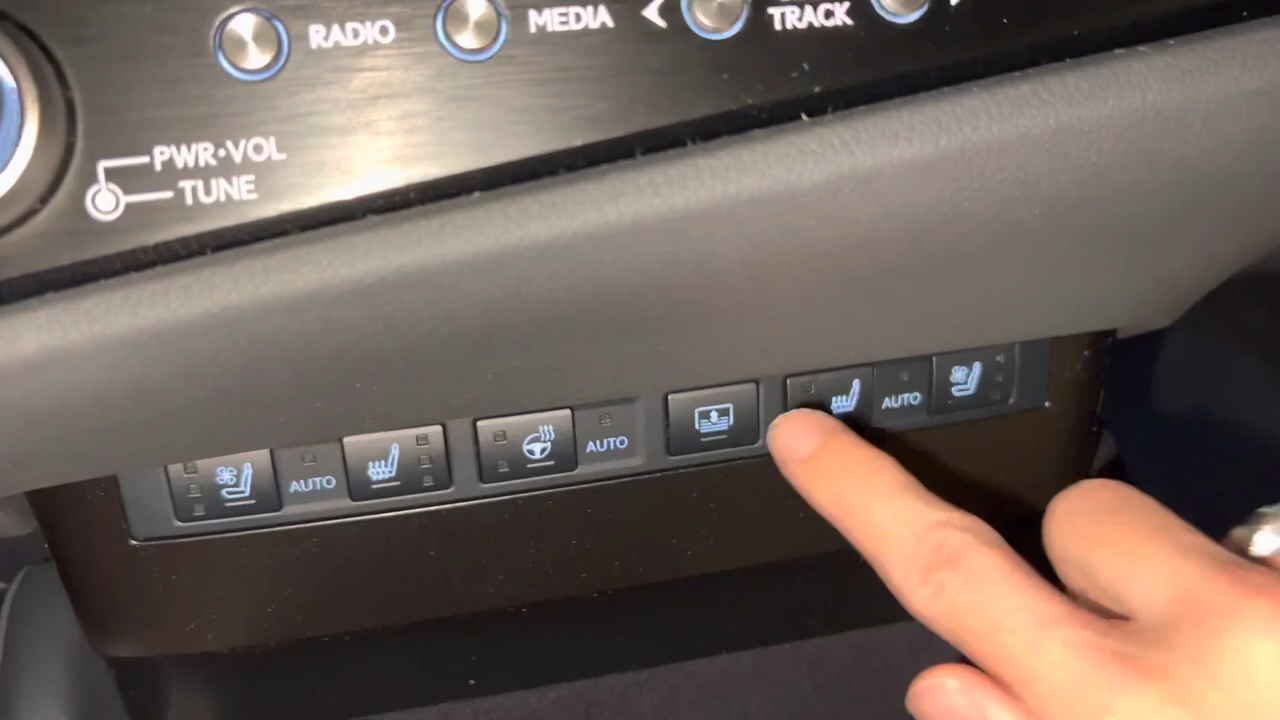 RADIO
MEDIA
TRACK
PWR·VOL
TUNE
AUTO
AUTO
AUTO